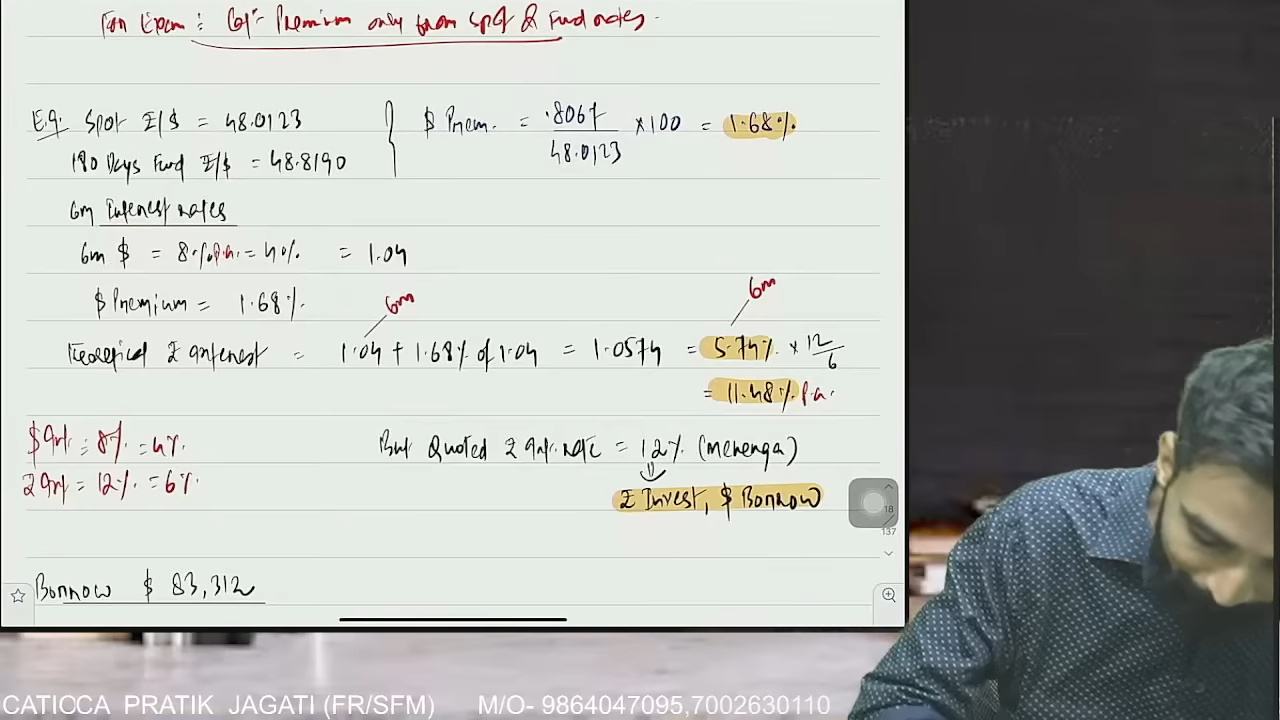 For Exam : Cal. Premium only from Spot & Fwd rates.
E.g. Spot ₹/$ = 48.0123
180 Days Fwd ₹/$ = 48.8190
$ Prem. = .8067 / 48.0123 × 100 = 1.68%
6m Interest rates
6m $ = 8% p.a. = 4% = 1.04
$ Premium = 1.68%
6m
6m
Theoretical ₹ Interest = 1.04 + 1.68% of 1.04 = 1.0574 = 5.74% × 12/6
= 11.48% p.a.
$ Int. = 8% = 4%
₹ Int = 12% = 6%
But Quoted ₹ Int. rate = 12% (Mehenga)
₹ Invest, $ Borrow
18
137
Borrow $ 83,312
CATICCA PRATIK JAGATI (FR/SFM) M/O- 9864047095,7002630110